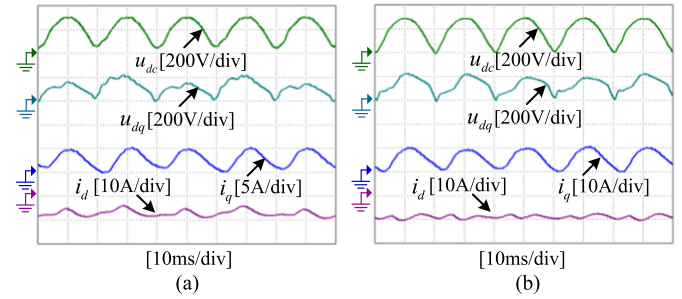 u_dc [200V/div]
u_dq [200V/div]
i_d [10A/div]
i_q [5A/div]
[10ms/div]
(a)
u_dc [200V/div]
u_dq [200V/div]
i_d [10A/div]
i_q [10A/div]
[10ms/div]
(b)